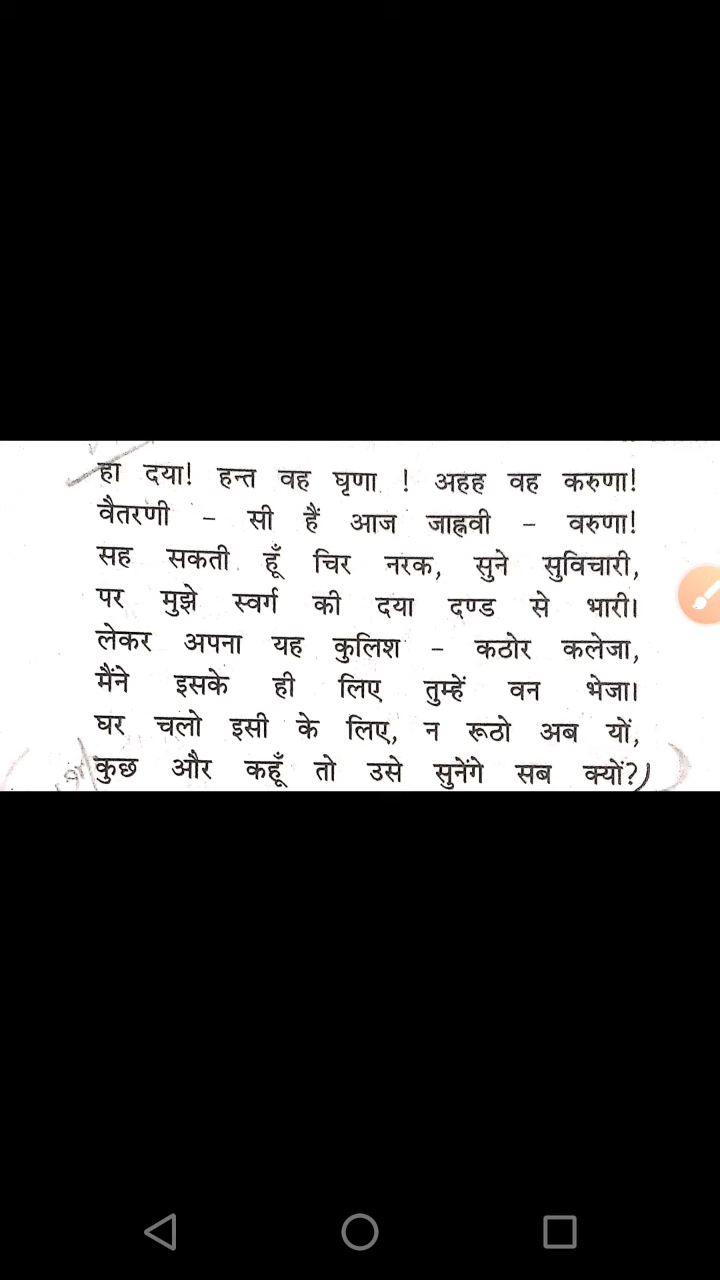 हा दया! हन्त वह घृणा ! अहह वह करुणा!
वैतरणी - सी हैं आज जाह्नवी - वरुणा!
सह सकती हूँ चिर नरक, सुने सुविचारी,
पर मुझे स्वर्ग की दया दण्ड से भारी।
लेकर अपना यह कुलिश - कठोर कलेजा,
मैंने इसके ही लिए तुम्हें वन भेजा।
घर चलो इसी के लिए, न रूठो अब यों,
कुछ और कहूँ तो उसे सुनेंगे सब क्यों?)